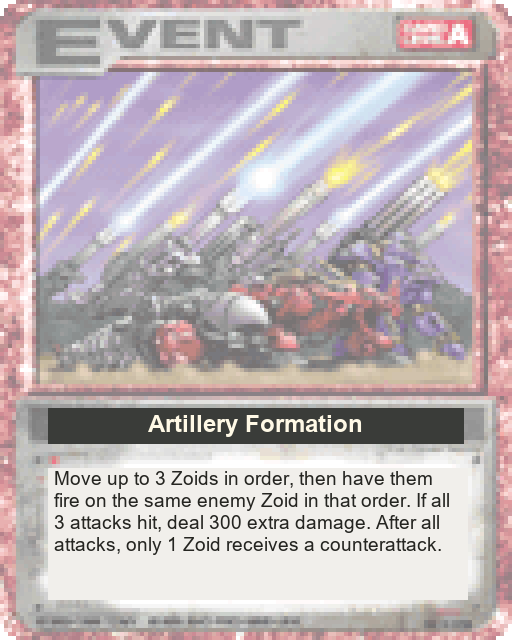 EVENT
A
Artillery Formation
Move up to 3 Zoids in order, then have them
fire on the same enemy Zoid in that order. If all
3 attacks hit, deal 300 extra damage. After all
attacks, only 1 Zoid receives a counterattack.